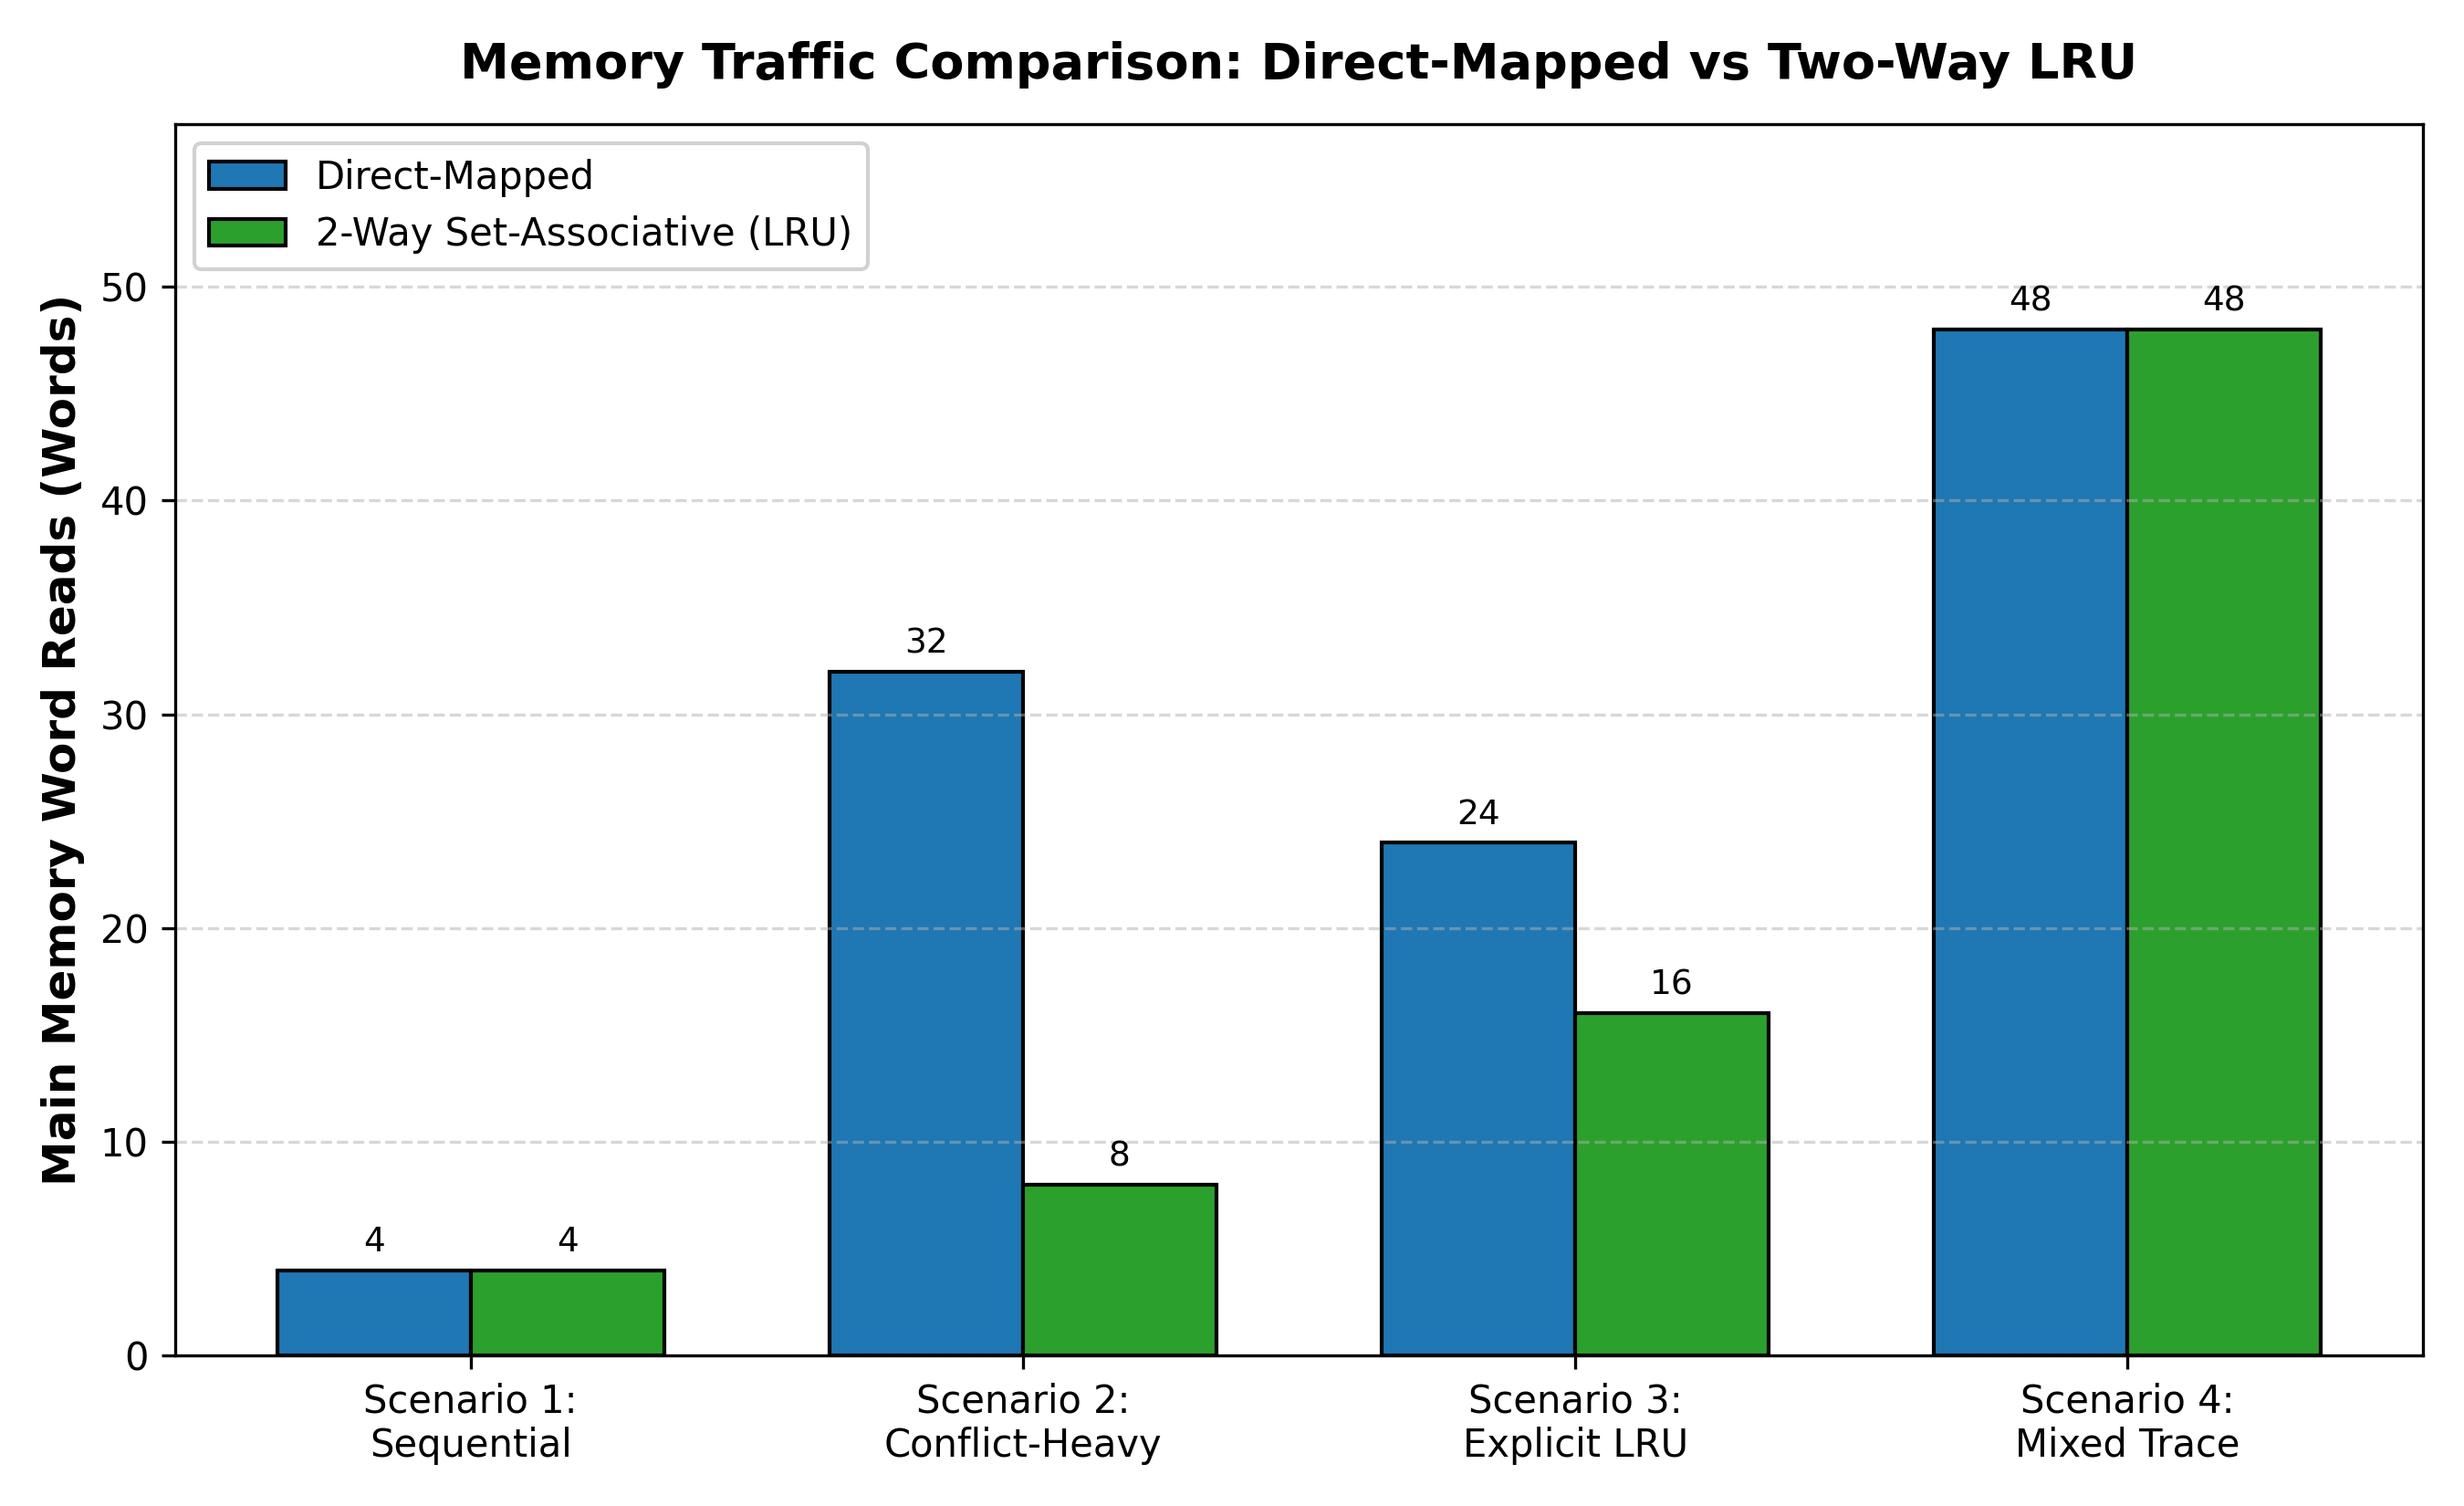 Memory Traffic Comparison: Direct-Mapped vs Two-Way LRU
Direct-Mapped
2-Way Set-Associative (LRU)
Main Memory Word Reads (Words)
50
40
30
20
10
0
4
4
32
8
24
16
48
48
Scenario 1:
Sequential
Scenario 2:
Conflict-Heavy
Scenario 3:
Explicit LRU
Scenario 4:
Mixed Trace